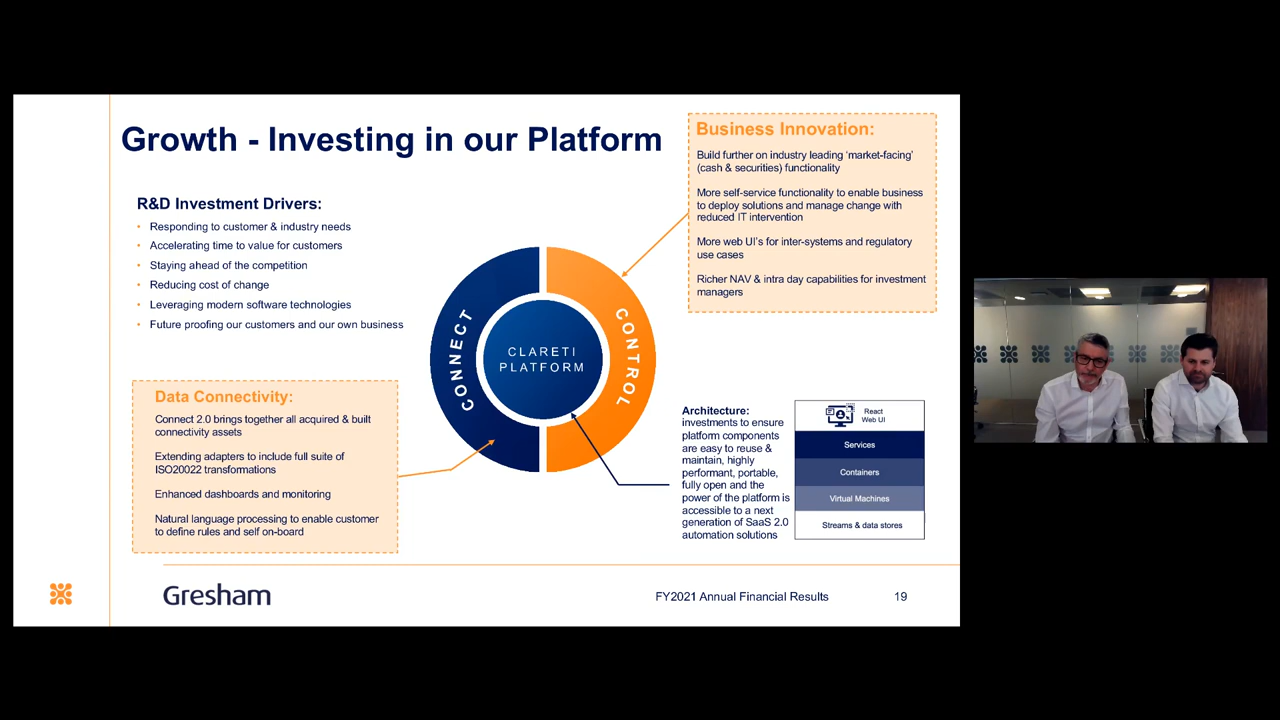 Growth - Investing in our Platform
R&D Investment Drivers:
• Responding to customer & industry needs
• Accelerating time to value for customers
• Staying ahead of the competition
• Reducing cost of change
• Leveraging modern software technologies
• Future proofing our customers and our own business
Business Innovation:
Build further on industry leading ‘market-facing’
(cash & securities) functionality
More self-service functionality to enable business
to deploy solutions and manage change with
reduced IT intervention
More web UI’s for inter-systems and regulatory
use cases
Richer NAV & intra day capabilities for investment
managers
CONNECT
CLARETI
PLATFORM
CONTROL
Data Connectivity:
Connect 2.0 brings together all acquired & built
connectivity assets
Extending adapters to include full suite of
ISO20022 transformations
Enhanced dashboards and monitoring
Natural language processing to enable customer
to define rules and self on-board
Architecture:
investments to ensure
platform components
are easy to reuse &
maintain, highly
performant, portable,
fully open and the
power of the platform is
accessible to a next
generation of SaaS 2.0
automation solutions
React
Web UI
Services
Containers
Virtual Machines
Streams & data stores
Gresham
FY2021 Annual Financial Results
19